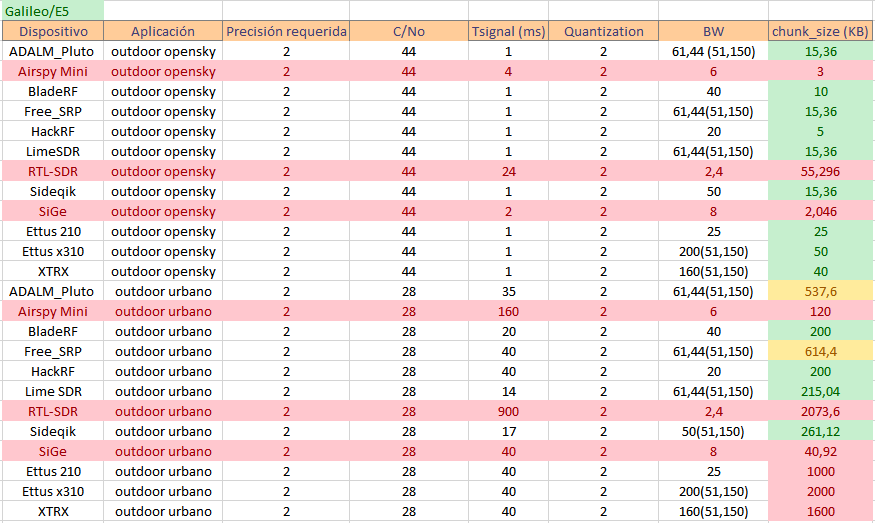 Galileo/E5
Dispositivo Aplicación Precisión requerida C/No Tsignal (ms) Quantization BW chunk_size (KB)
ADALM_Pluto outdoor opensky 2 44 1 2 61,44 (51,150) 15,36
Airspy Mini outdoor opensky 2 44 4 2 6 3
BladeRF outdoor opensky 2 44 1 2 40 10
Free_SRP outdoor opensky 2 44 1 2 61,44(51,150) 15,36
HackRF outdoor opensky 2 44 1 2 20 5
LimeSDR outdoor opensky 2 44 1 2 61,44(51,150) 15,36
RTL-SDR outdoor opensky 2 44 24 2 2,4 55,296
Sideqik outdoor opensky 2 44 1 2 50 15,36
SiGe outdoor opensky 2 44 2 2 8 2,046
Ettus 210 outdoor opensky 2 44 1 2 25 25
Ettus x310 outdoor opensky 2 44 1 2 200(51,150) 50
XTRX outdoor opensky 2 44 1 2 160(51,150) 40
ADALM_Pluto outdoor urbano 2 28 35 2 61,44(51,150) 537,6
Airspy Mini outdoor urbano 2 28 160 2 6 120
BladeRF outdoor urbano 2 28 20 2 40 200
Free_SRP outdoor urbano 2 28 40 2 61,44(51,150) 614,4
HackRF outdoor urbano 2 28 40 2 20 200
Lime SDR outdoor urbano 2 28 14 2 61,44(51,150) 215,04
RTL-SDR outdoor urbano 2 28 900 2 2,4 2073,6
Sideqik outdoor urbano 2 28 17 2 50(51,150) 261,12
SiGe outdoor urbano 2 28 40 2 8 40,92
Ettus 210 outdoor urbano 2 28 40 2 25 1000
Ettus x310 outdoor urbano 2 28 40 2 200(51,150) 2000
XTRX outdoor urbano 2 28 40 2 160(51,150) 1600